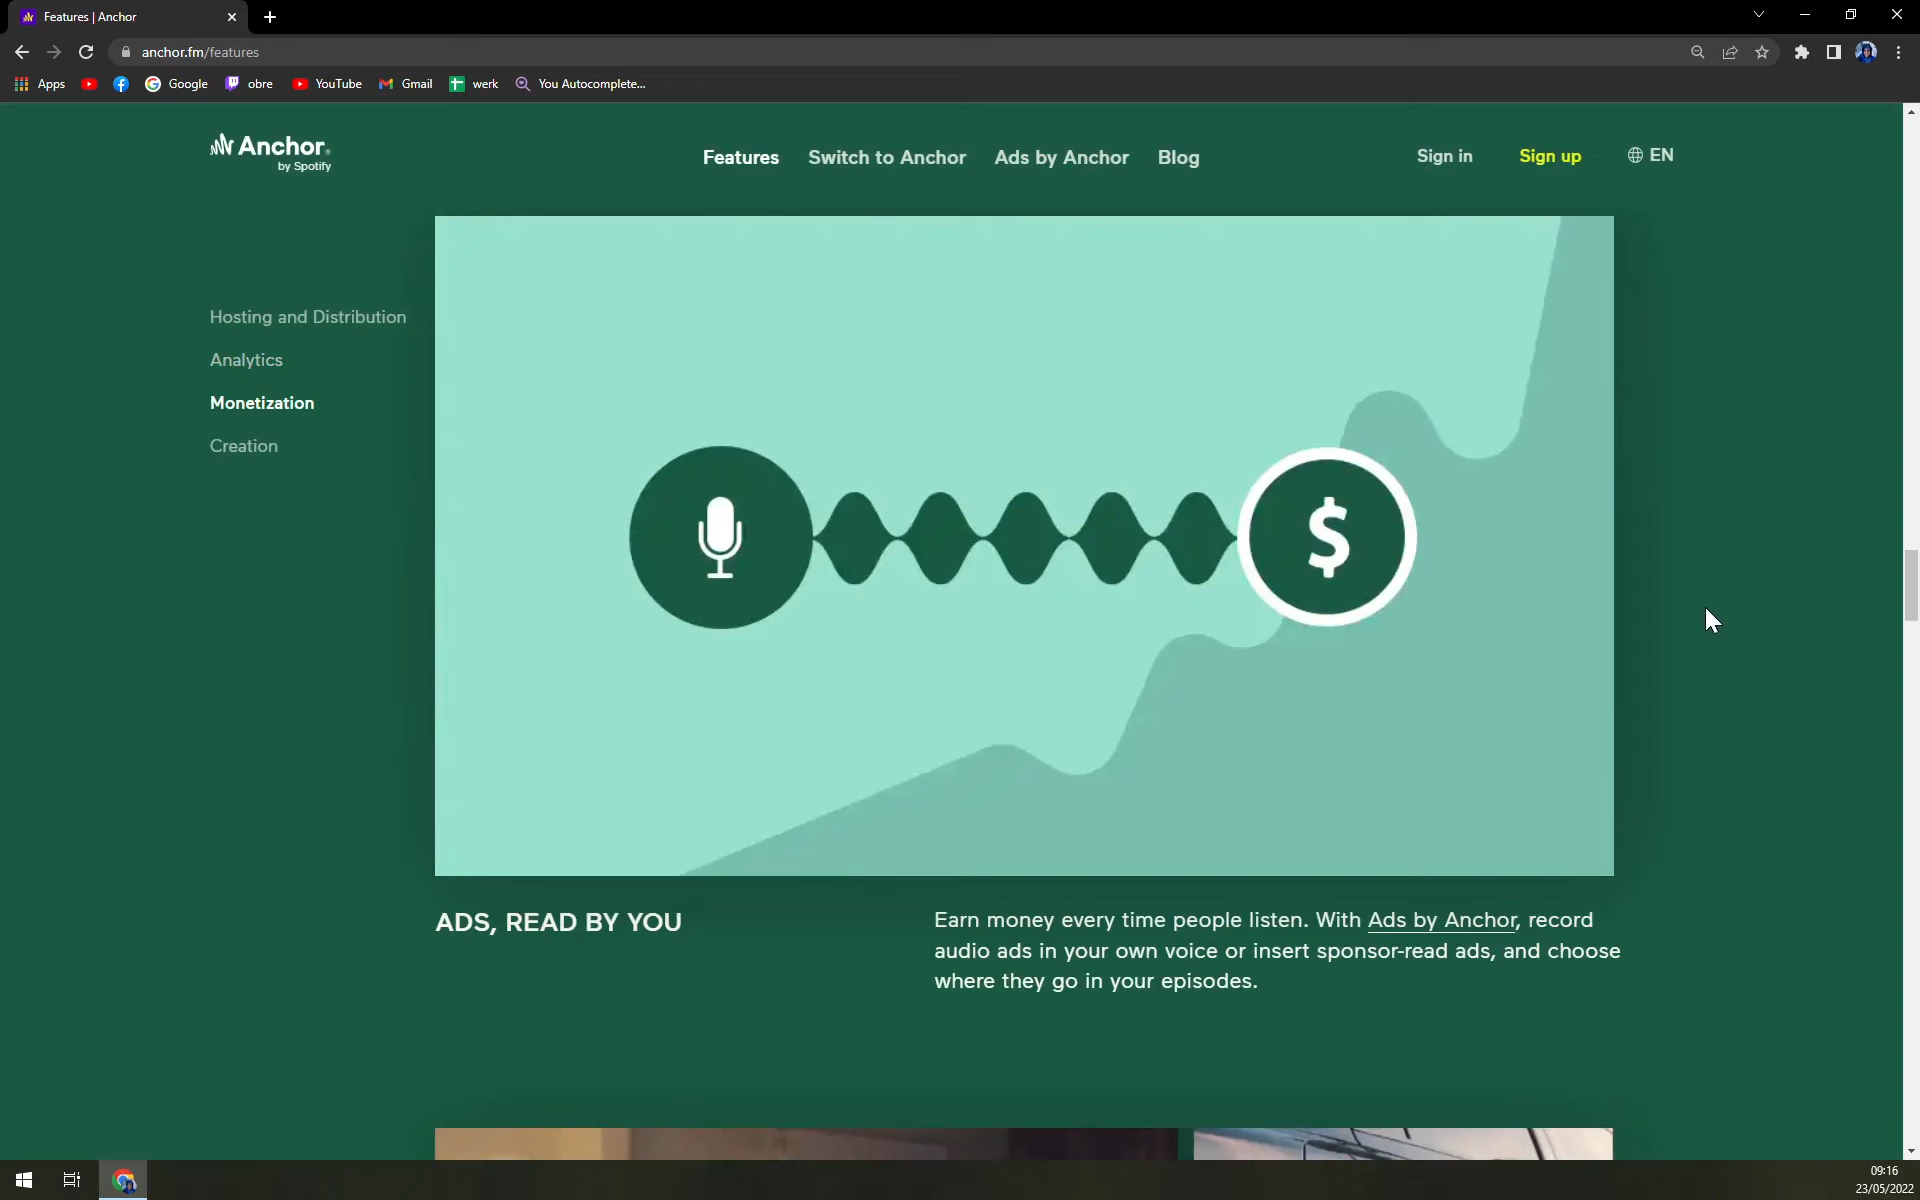 Features | Anchor
anchor.fm/features
Apps
Google
obre
YouTube
Gmail
werk
You Autocomplete...
Anchor
by Spotify
Features
Switch to Anchor
Ads by Anchor
Blog
Sign in
Sign up
EN
Hosting and Distribution
Analytics
Monetization
Creation
$
ADS, READ BY YOU
Earn money every time people listen. With Ads by Anchor, record
audio ads in your own voice or insert sponsor-read ads, and choose
where they go in your episodes.
09:16
23/05/2022